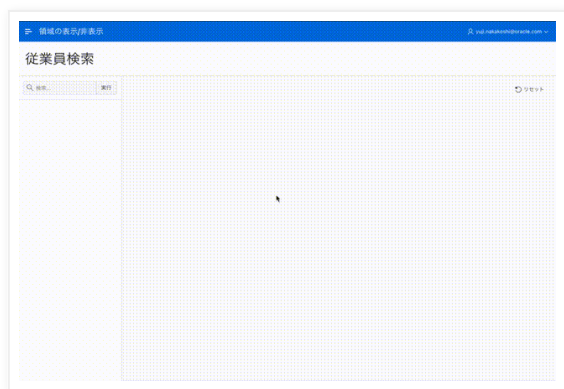 領域の表示/非表示
yuji.nakakoshi@oracle.com
従業員検索
検索...
実行
リセット